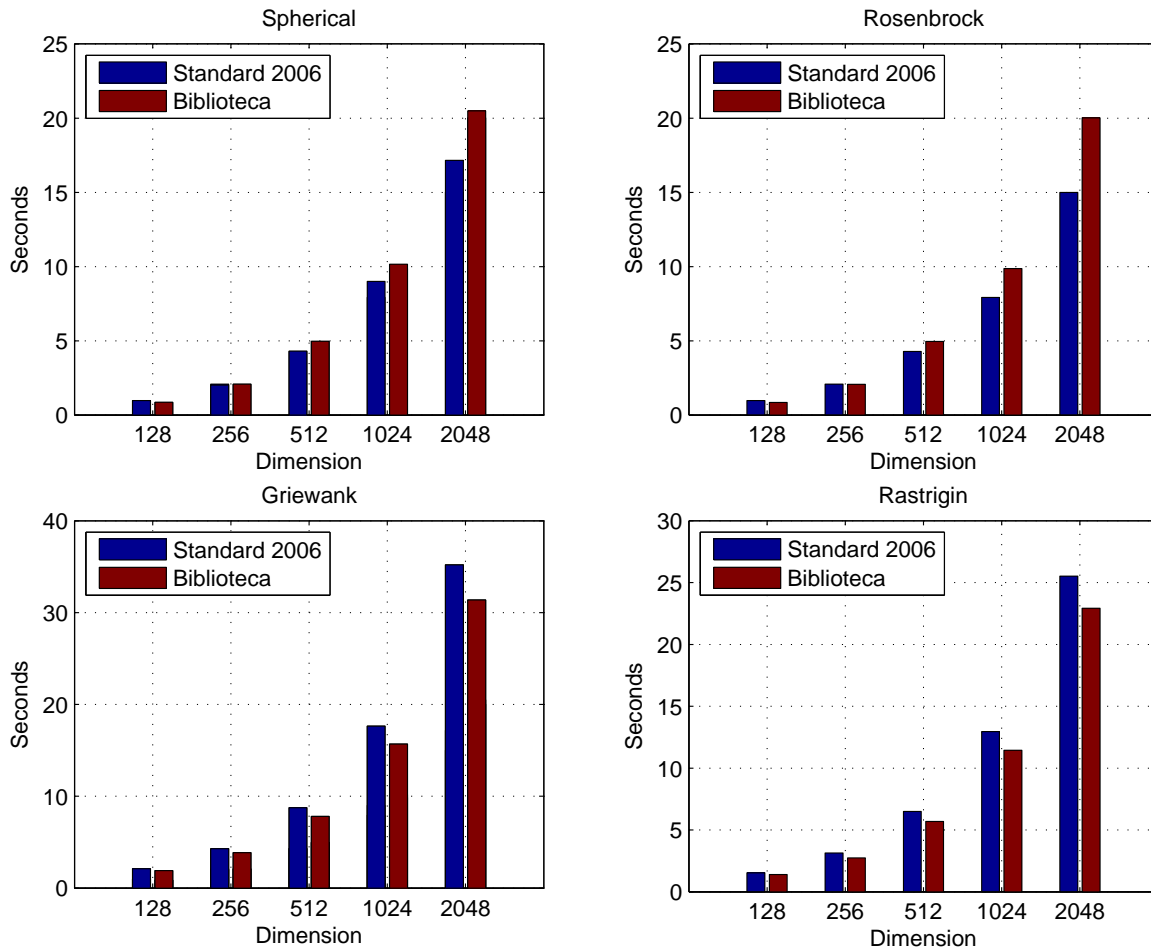 Spherical
25
20
15
10
5
0
Seconds
Standard 2006
Biblioteca
128 256 512 1024 2048
Dimension
Rosenbrock
25
20
15
10
5
0
Seconds
Standard 2006
Biblioteca
128 256 512 1024 2048
Dimension
Griewank
40
30
20
10
0
Seconds
Standard 2006
Biblioteca
128 256 512 1024 2048
Dimension
Rastrigin
30
25
20
15
10
5
0
Seconds
Standard 2006
Biblioteca
128 256 512 1024 2048
Dimension